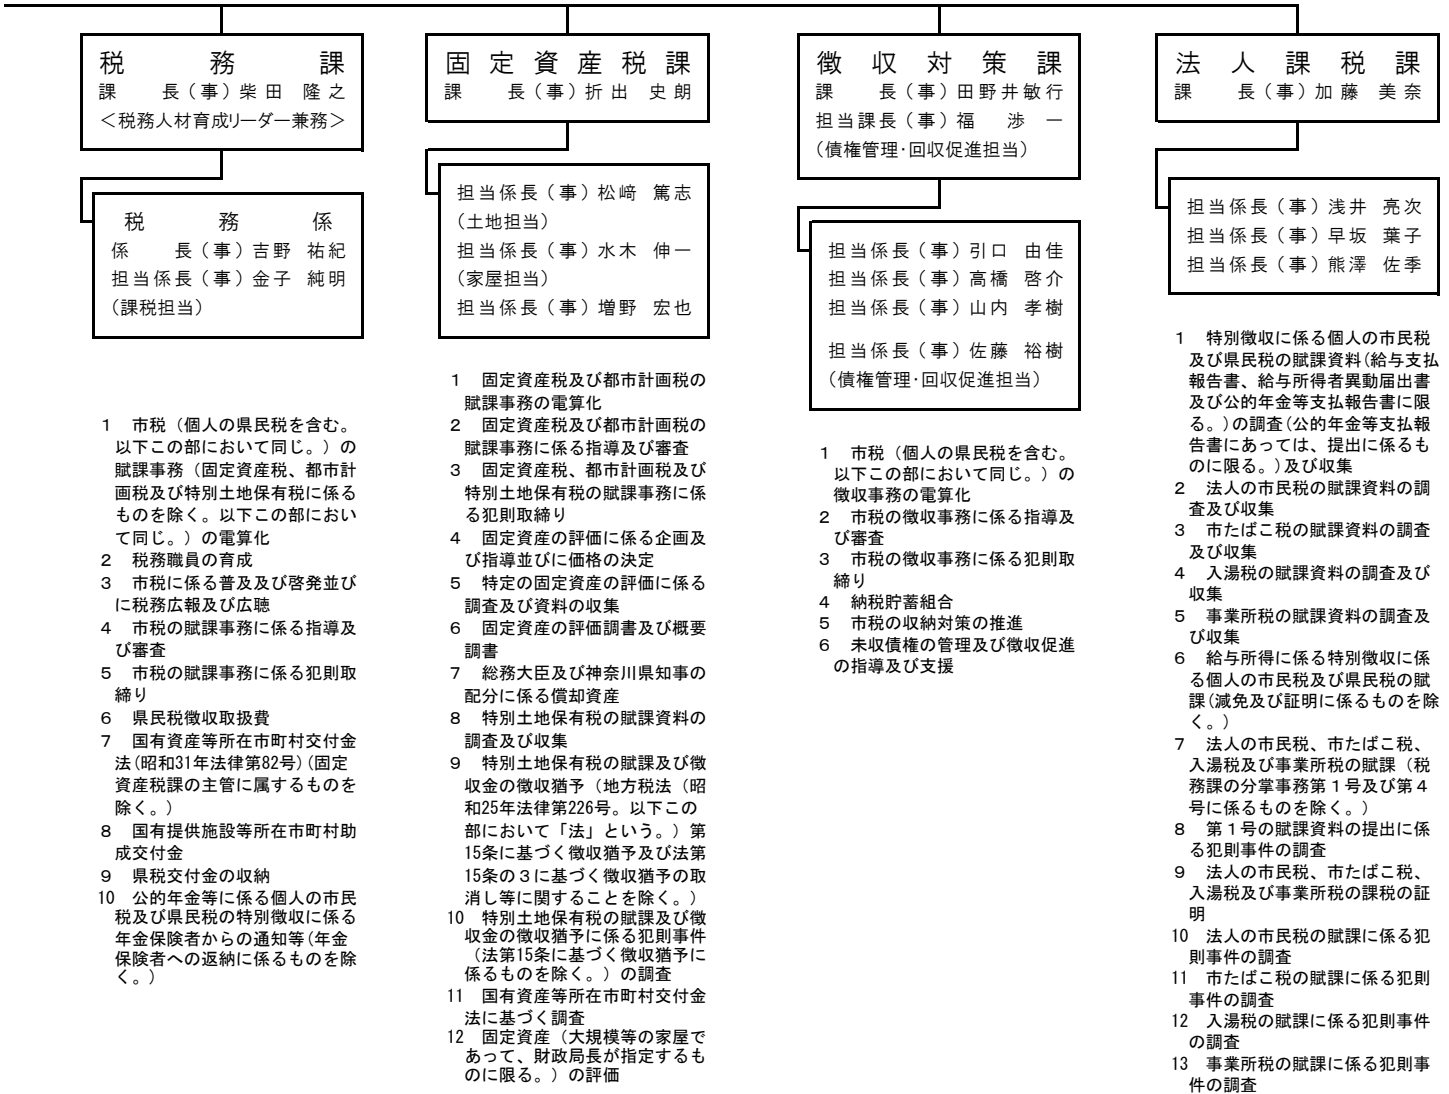 税務課
課　　長（事）柴田　隆之
＜税務人材育成リーダー兼務＞
税務係
係　　長（事）吉野　祐紀
担当係長（事）金子　純明
（課税担当）
1　市税（個人の県民税を含む。
以下この部において同じ。）の
賦課事務（固定資産税、都市計
画税及び特別土地保有税に係る
ものを除く。以下この部におい
て同じ。）の電算化
2　税務職員の育成
3　市税に係る普及及び啓発並び
に税務広報及び広聴
4　市税の賦課事務に係る指導及
び審査
5　市税の賦課事務に係る犯則取
締り
6　県民税徴収取扱費
7　国有資産等所在市町村交付金
法(昭和31年法律第82号)(固定
資産税課の主管に属するものを
除く。）
8　国有提供施設等所在市町村助
成交付金
9　県税交付金の収納
10　公的年金等に係る個人の市民
税及び県民税の特別徴収に係る
年金保険者からの通知等(年金
保険者への返納に係るものを除
く。)
固定資産税課
課　　長（事）折出　史朗
担当係長（事）松﨑　篤志
（土地担当）
担当係長（事）水木　伸一
（家屋担当）
担当係長（事）増野　宏也
1　固定資産税及び都市計画税の
賦課事務の電算化
2　固定資産税及び都市計画税の
賦課事務に係る指導及び審査
3　固定資産税、都市計画税及び
特別土地保有税の賦課事務に係
る犯則取締り
4　固定資産の評価に係る企画及
び指導並びに価格の決定
5　特定の固定資産の評価に係る
調査及び資料の収集
6　固定資産の評価調書及び概要
調書
7　総務大臣及び神奈川県知事の
配分に係る償却資産
8　特別土地保有税の賦課資料の
調査及び収集
9　特別土地保有税の賦課及び徴
収金の徴収猶予（地方税法（昭
和25年法律第226号。以下この
部において「法」という。）第
15条に基づく徴収猶予及び法第
15条の３に基づく徴収猶予の取
消し等に関することを除く。）
10　特別土地保有税の賦課及び徴
収金の徴収猶予に係る犯則事件
（法第15条に基づく徴収猶予に
係るものを除く。）の調査
11　国有資産等所在市町村交付金
法に基づく調査
12　固定資産（大規模等の家屋で
あって、財政局長が指定するも
のに限る。）の評価
徴収対策課
課　　長（事）田野井敏行
担当課長（事）福　渉　一
（債権管理・回収促進担当）
担当係長（事）引口　由佳
担当係長（事）高橋　啓介
担当係長（事）山内　孝樹
担当係長（事）佐藤　裕樹
（債権管理・回収促進担当）
1　市税（個人の県民税を含む。
以下この部において同じ。）の
徴収事務の電算化
2　市税の徴収事務に係る指導及
び審査
3　市税の徴収事務に係る犯則取
締り
4　納税貯蓄組合
5　市税の収納対策の推進
6　未収債権の管理及び徴収促進
の指導及び支援
法人課税課
課　　長（事）加藤　美奈
担当係長（事）浅井　亮次
担当係長（事）早坂　葉子
担当係長（事）熊澤　佐季
1　特別徴収に係る個人の市民税
及び県民税の賦課資料(給与支払
報告書、給与所得者異動届出書
及び公的年金等支払報告書に限
る。)の調査(公的年金等支払報
告書にあっては、提出に係るも
のに限る。)及び収集
2　法人の市民税の賦課資料の調
査及び収集
3　市たばこ税の賦課資料の調査
及び収集
4　入湯税の賦課資料の調査及び
収集
5　事業所税の賦課資料の調査及
び収集
6　給与所得に係る特別徴収に係
る個人の市民税及び県民税の賦
課(減免及び証明に係るものを除
く。)
7　法人の市民税、市たばこ税、
入湯税及び事業所税の賦課（税
務課の分掌事務第１号及び第４
号に係るものを除く。）
8　第１号の賦課資料の提出に係
る犯則事件の調査
9　法人の市民税、市たばこ税、
入湯税及び事業所税の課税の証
明
10　法人の市民税の賦課に係る犯
則事件の調査
11　市たばこ税の賦課に係る犯則
事件の調査
12　入湯税の賦課に係る犯則事件
の調査
13　事業所税の賦課に係る犯則事
件の調査